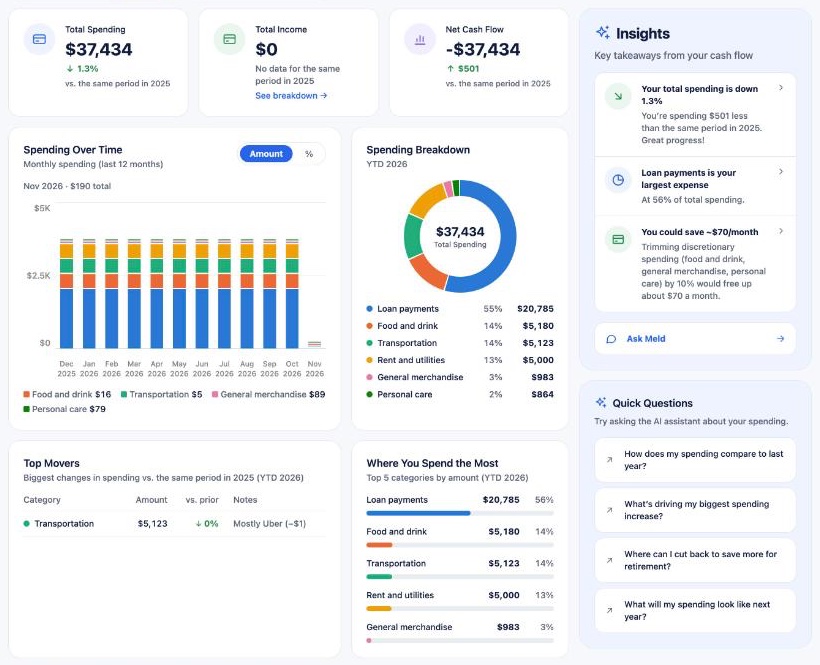 Total Spending
$37,434
↓ 1.3%
vs. the same period in 2025
Total Income
$0
No data for the same
period in 2025
See breakdown →
Net Cash Flow
-$37,434
↑ $501
vs. the same period in 2025
Spending Over Time
Monthly spending (last 12 months)
Amount %
Nov 2026 · $190 total
$5K
$2.5K
$0
Dec Jan Feb Mar Apr May Jun Jul Aug Sep Oct Nov
2025 2026 2026 2026 2026 2026 2026 2026 2026 2026 2026 2026
Food and drink $16 Transportation $5 General merchandise $89
Personal care $79
Spending Breakdown
YTD 2026
$37,434
Total Spending
Loan payments 55% $20,785
Food and drink 14% $5,180
Transportation 14% $5,123
Rent and utilities 13% $5,000
General merchandise 3% $983
Personal care 2% $864
Top Movers
Biggest changes in spending vs. the same period in 2025 (YTD 2026)
Category Amount vs. prior Notes
Transportation $5,123 ↓ 0% Mostly Uber (−$1)
Where You Spend the Most
Top 5 categories by amount (YTD 2026)
Loan payments $20,785 56%
Food and drink $5,180 14%
Transportation $5,123 14%
Rent and utilities $5,000 13%
General merchandise $983 3%
Insights
Key takeaways from your cash flow
Your total spending is down
1.3%
You're spending $501 less
than the same period in 2025.
Great progress!
Loan payments is your
largest expense
At 56% of total spending.
You could save ~$70/month
Trimming discretionary
spending (food and drink,
general merchandise, personal
care) by 10% would free up
about $70 a month.
Ask Meld →
Quick Questions
Try asking the AI assistant about your spending.
How does my spending compare to last
year?
What's driving my biggest spending
increase?
Where can I cut back to save more for
retirement?
What will my spending look like next
year?